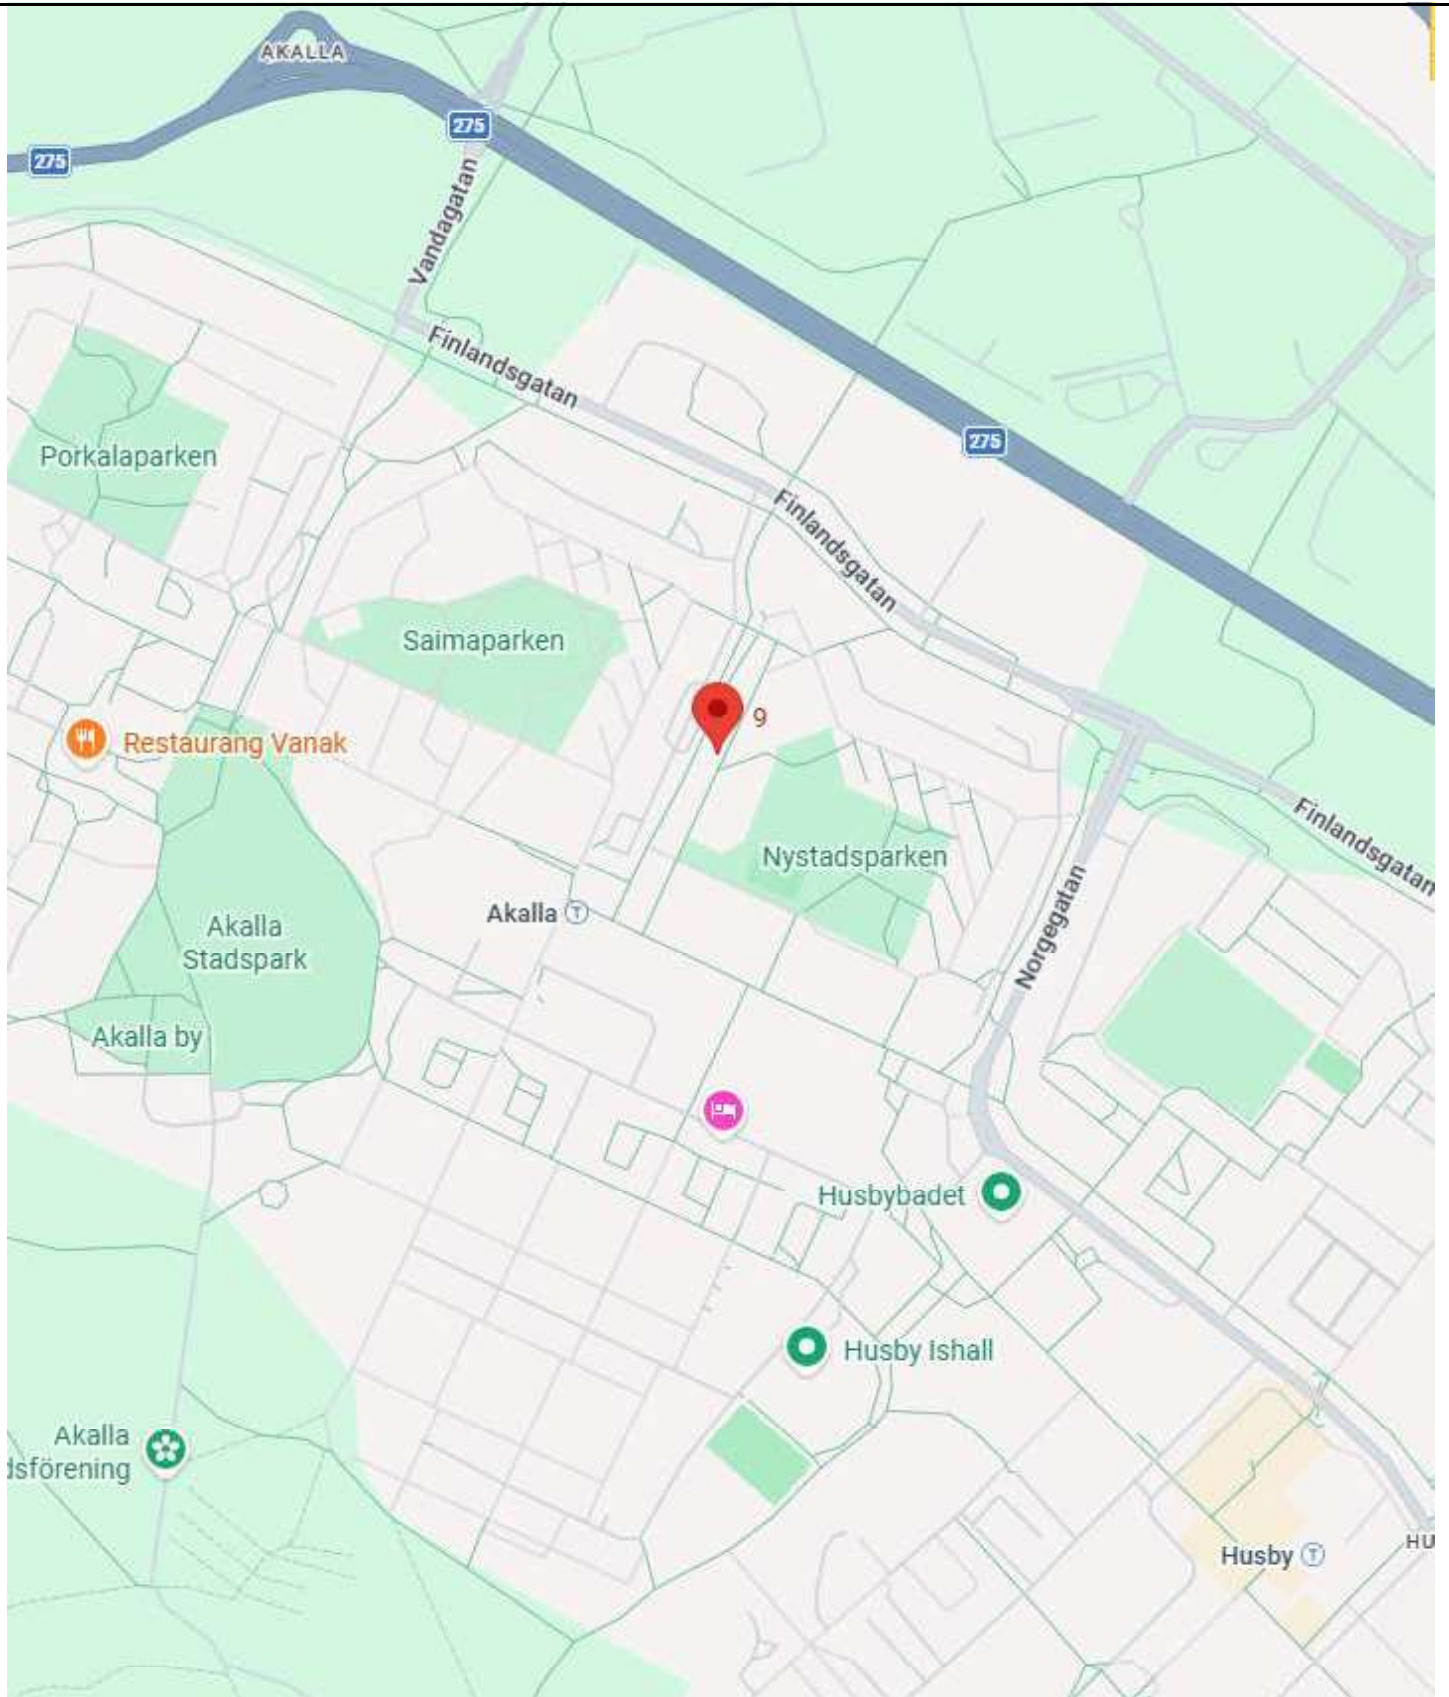 AKALLA
275
275
Vandagatan
Finlandsgatan
Porkalaparken
275
Finlandsgatan
Saimaparken
9
Restaurang Vanak
Finlandsgatan
Nystadsparken
Akalla T
Akalla
Stadspark
Norgegatan
Akalla by
Husbybadet
Husby Ishall
Akalla
dsförening
Husby T
HU